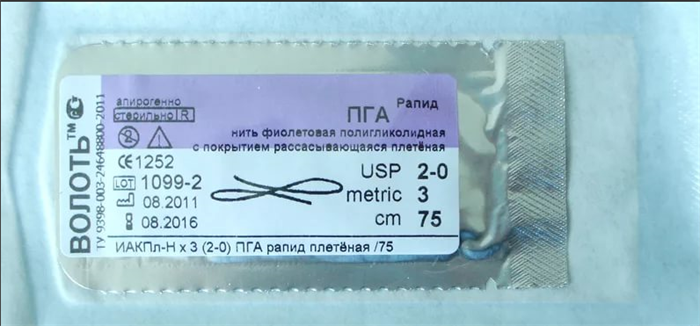 ВОЛОТЬ™
ТУ 9398-003-24648800-2011
апирогенно
стерильно R
ПГА Рапид
нить фиолетовая полигликолидная
с покрытием рассасывающаяся плетёная
CE 1252
LOT 1099-2
08.2011
08.2016
USP 2-0
metric 3
cm 75
ИАКПл-Н х 3 (2-0) ПГА рапид плетёная /75